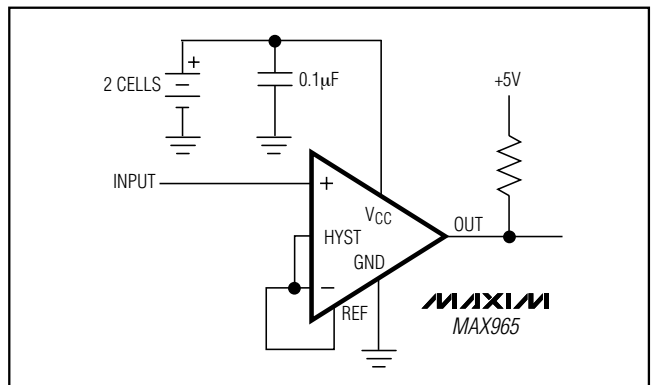 +
2 CELLS
0.1µF
+5V
INPUT
+
VCC
OUT
HYST
GND
−
REF
MAXIM
MAX965